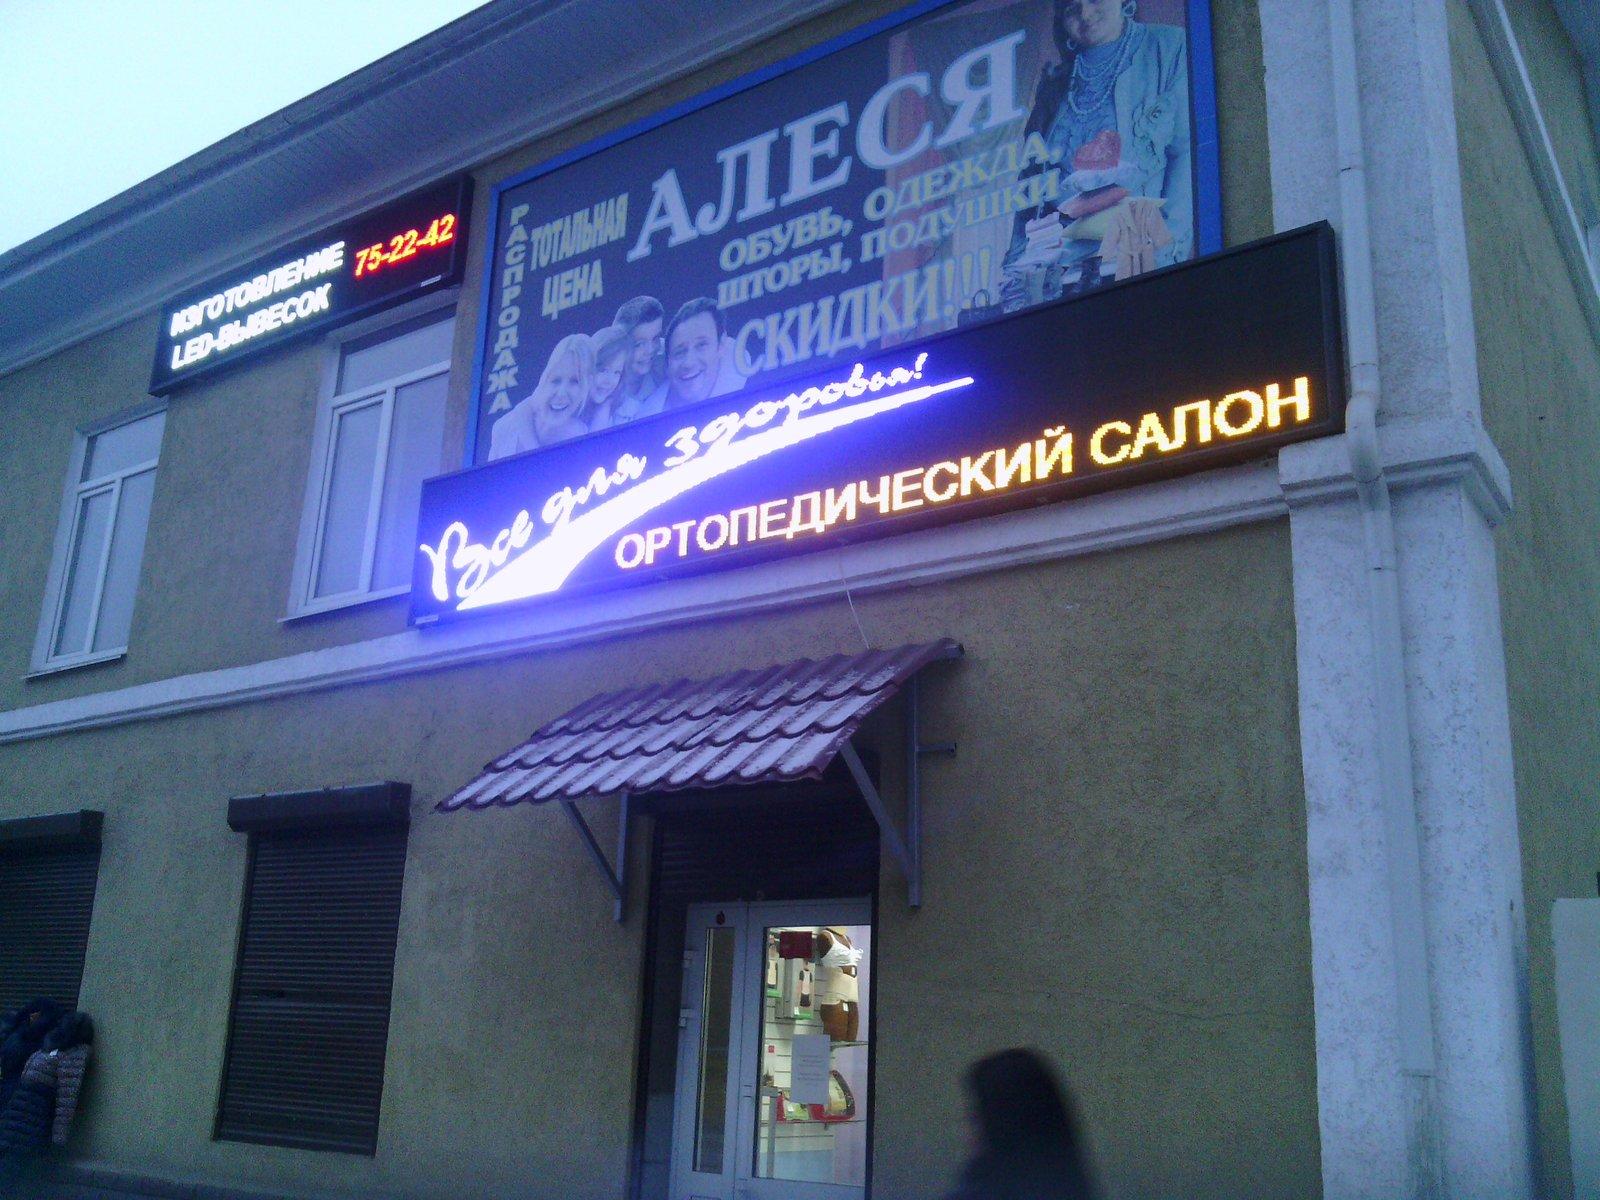 ИЗГОТОВЛЕНИЕ
LED-ВЫВЕСОК
75-22-42
РАСПРОДАЖА
ТОТАЛЬНАЯ
ЦЕНА
АЛЕСЯ
ОБУВЬ, ОДЕЖДА,
ШТОРЫ, ПОДУШКИ
СКИДКИ!!!
Все для здоровья!
ОРТОПЕДИЧЕСКИЙ САЛОН